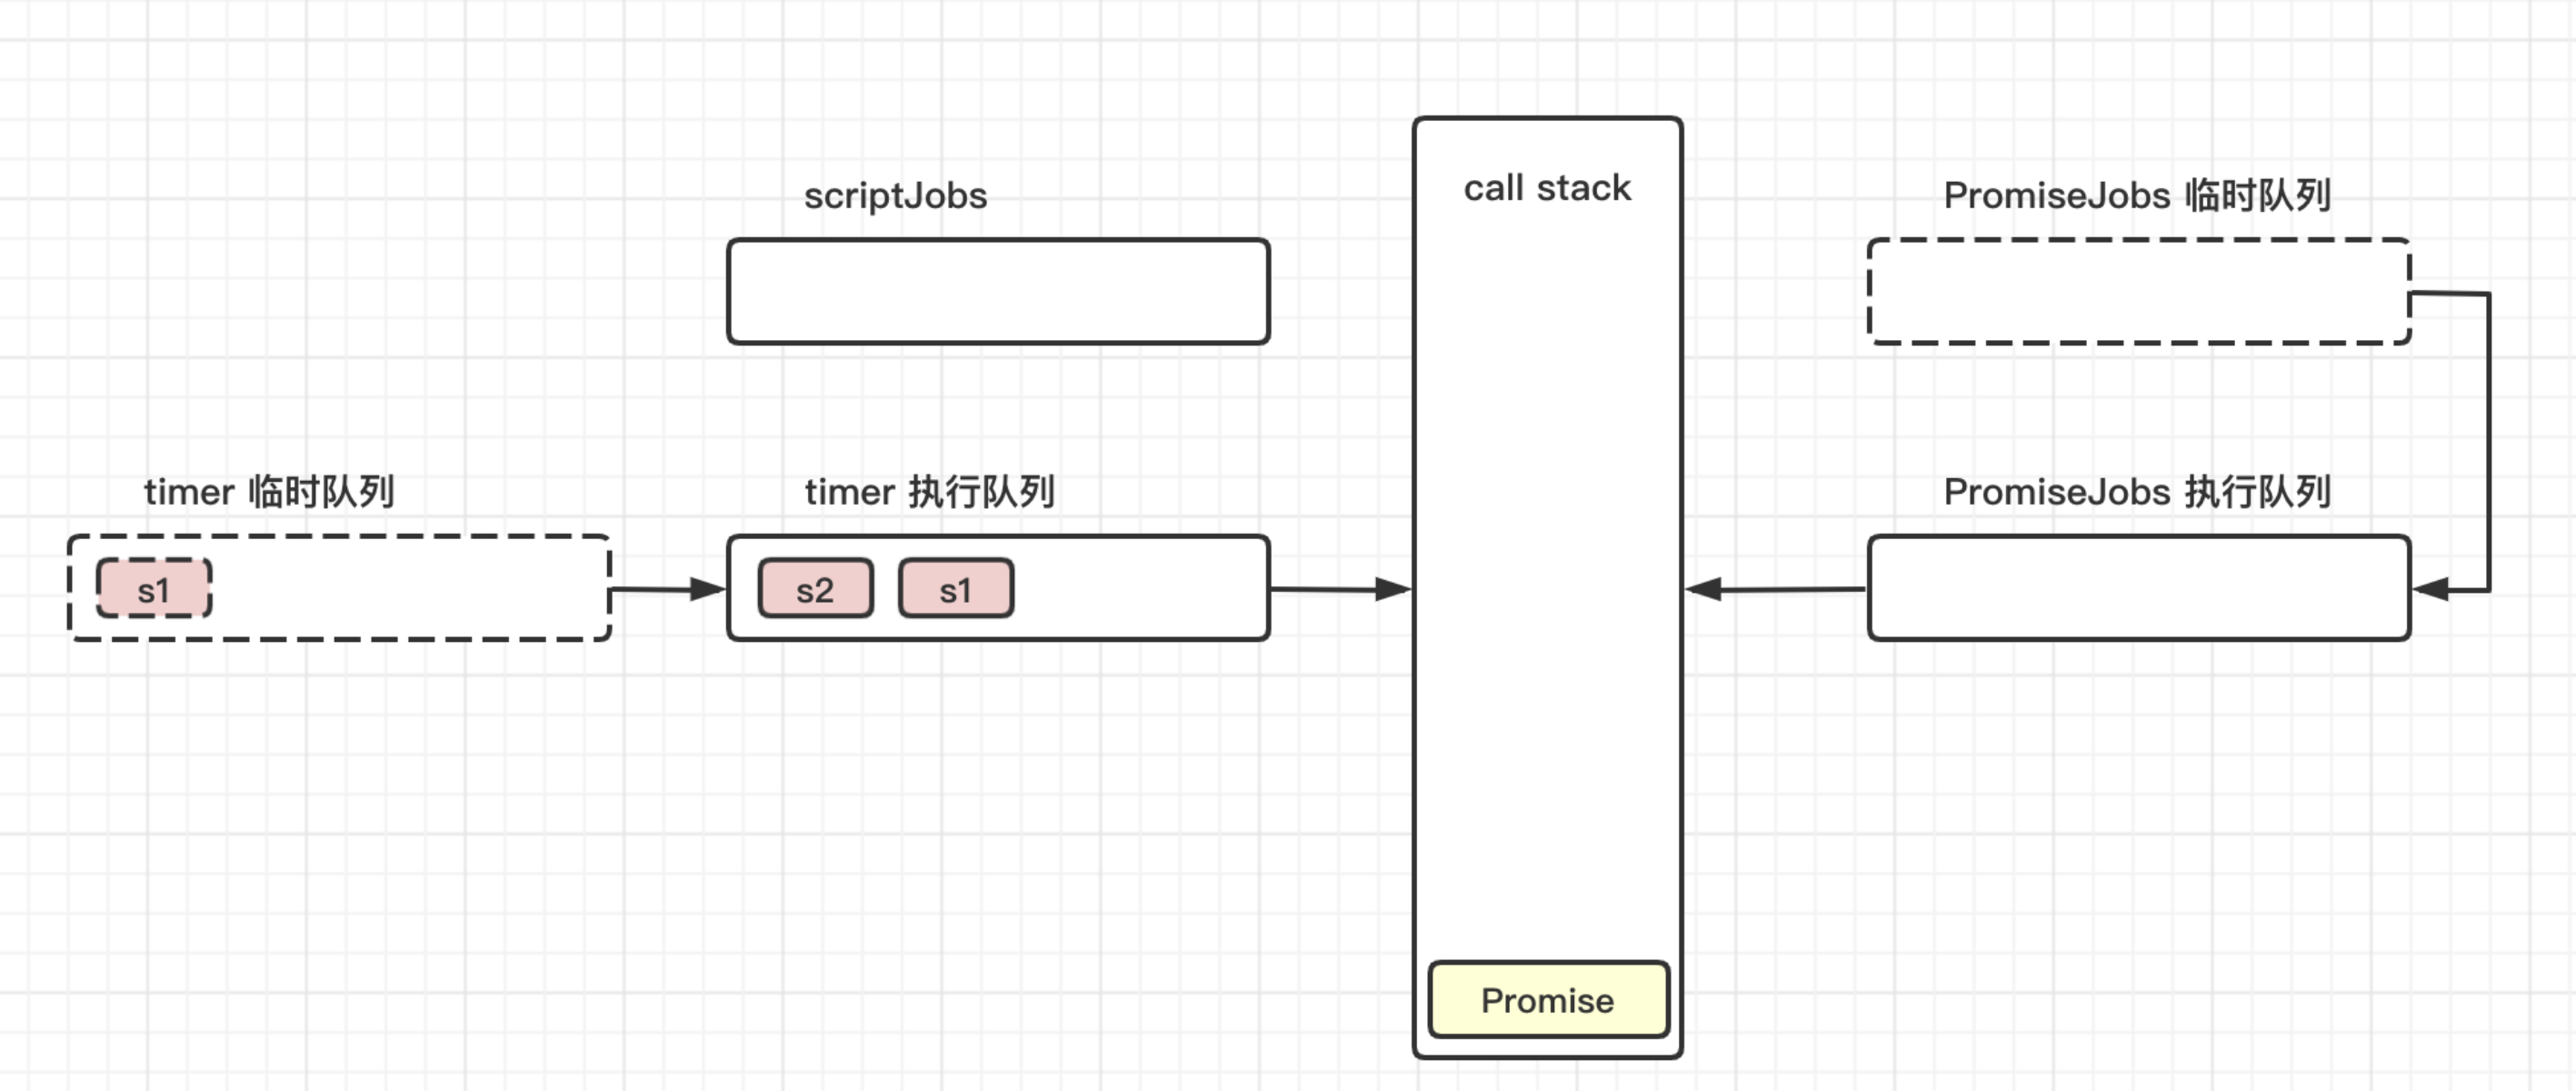 scriptJobs
call stack
PromiseJobs 临时队列
timer 临时队列
timer 执行队列
PromiseJobs 执行队列
s1
s2
s1
Promise